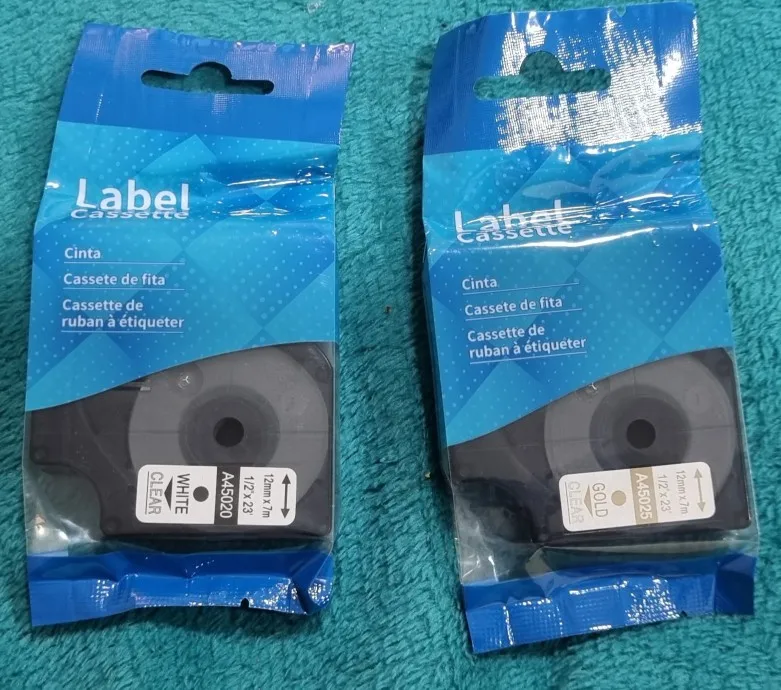 Label
Cassette
Cinta
Cassete de fita
Cassette de
ruban à étiqueter
12mm x 7m
1/2" x 23'
A45020
WHITE
CLEAR
Label
Cassette
Cinta
Cassete de fita
Cassette de
ruban à étiqueter
12mm x 7m
1/2" x 23'
A45025
GOLD
CLEAR